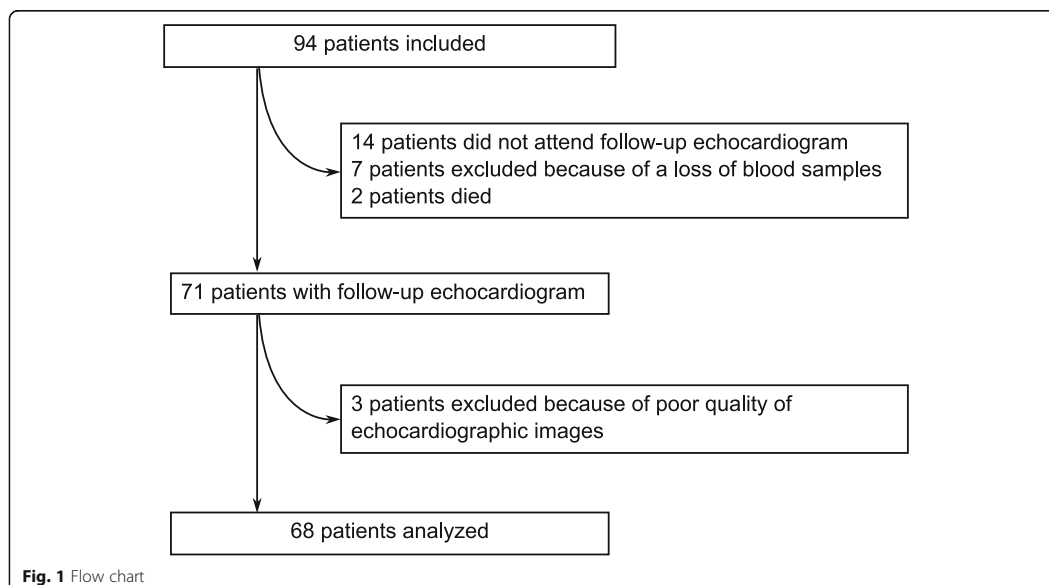 94 patients included
14 patients did not attend follow-up echocardiogram
7 patients excluded because of a loss of blood samples
2 patients died
71 patients with follow-up echocardiogram
3 patients excluded because of poor quality of
echocardiographic images
68 patients analyzed
Fig. 1 Flow chart